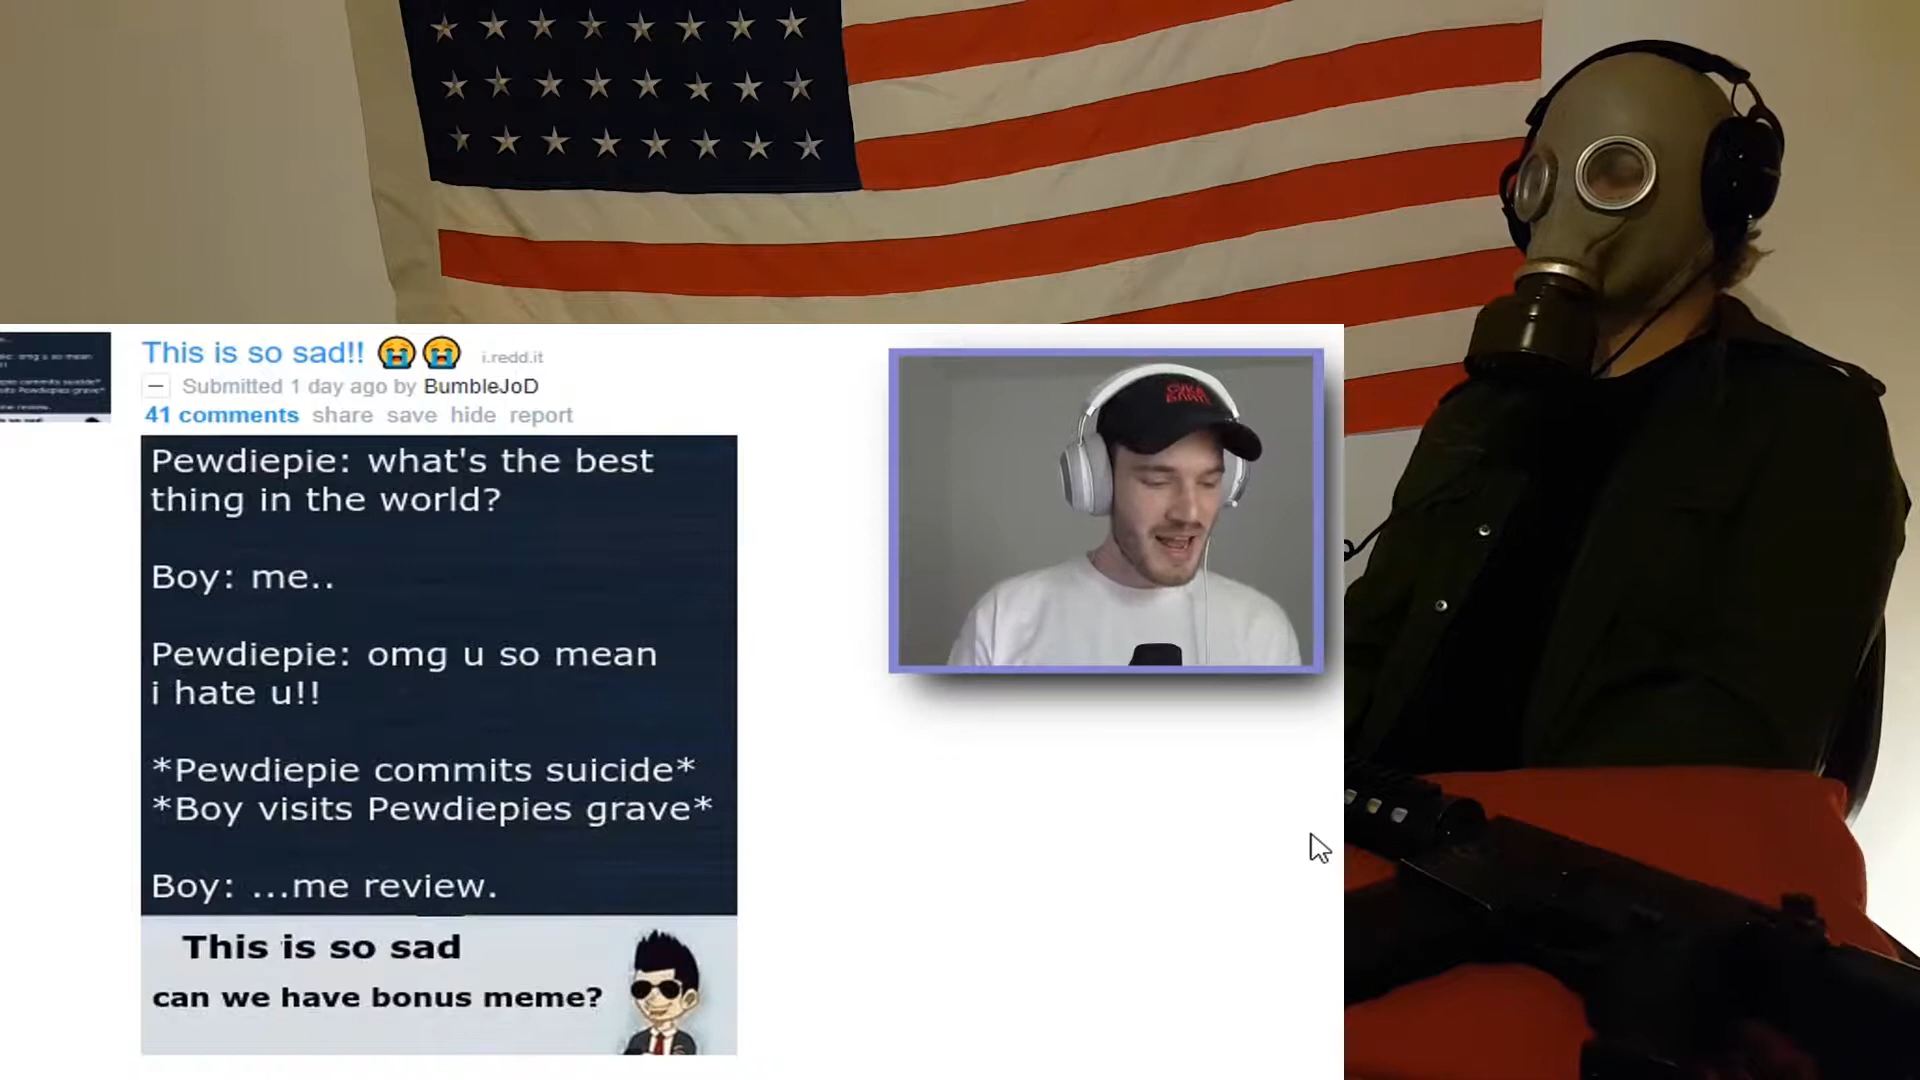 This is so sad!! 😭😭 i.redd.it
Submitted 1 day ago by BumbleJoD
41 comments share save hide report
Pewdiepie: what's the best
thing in the world?
Boy: me..
Pewdiepie: omg u so mean
i hate u!!
*Pewdiepie commits suicide*
*Boy visits Pewdiepies grave*
Boy: ...me review.
This is so sad
can we have bonus meme?